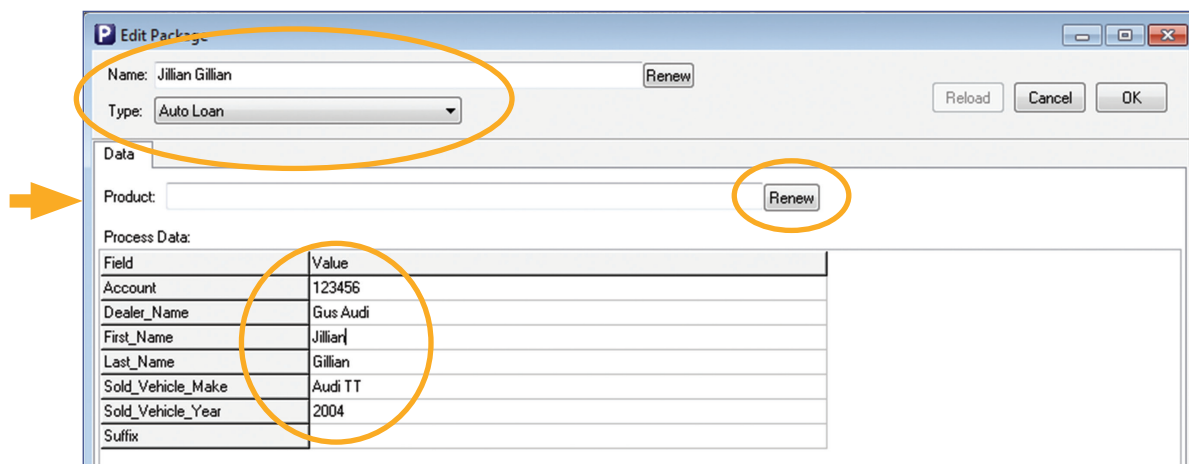 P Edit Package
Name: Jillian Gillian Renew
Type: Auto Loan Reload Cancel OK
Data
Product: Renew
Process Data:
Field Value
Account 123456
Dealer_Name Gus Audi
First_Name Jillian
Last_Name Gillian
Sold_Vehicle_Make Audi TT
Sold_Vehicle_Year 2004
Suffix